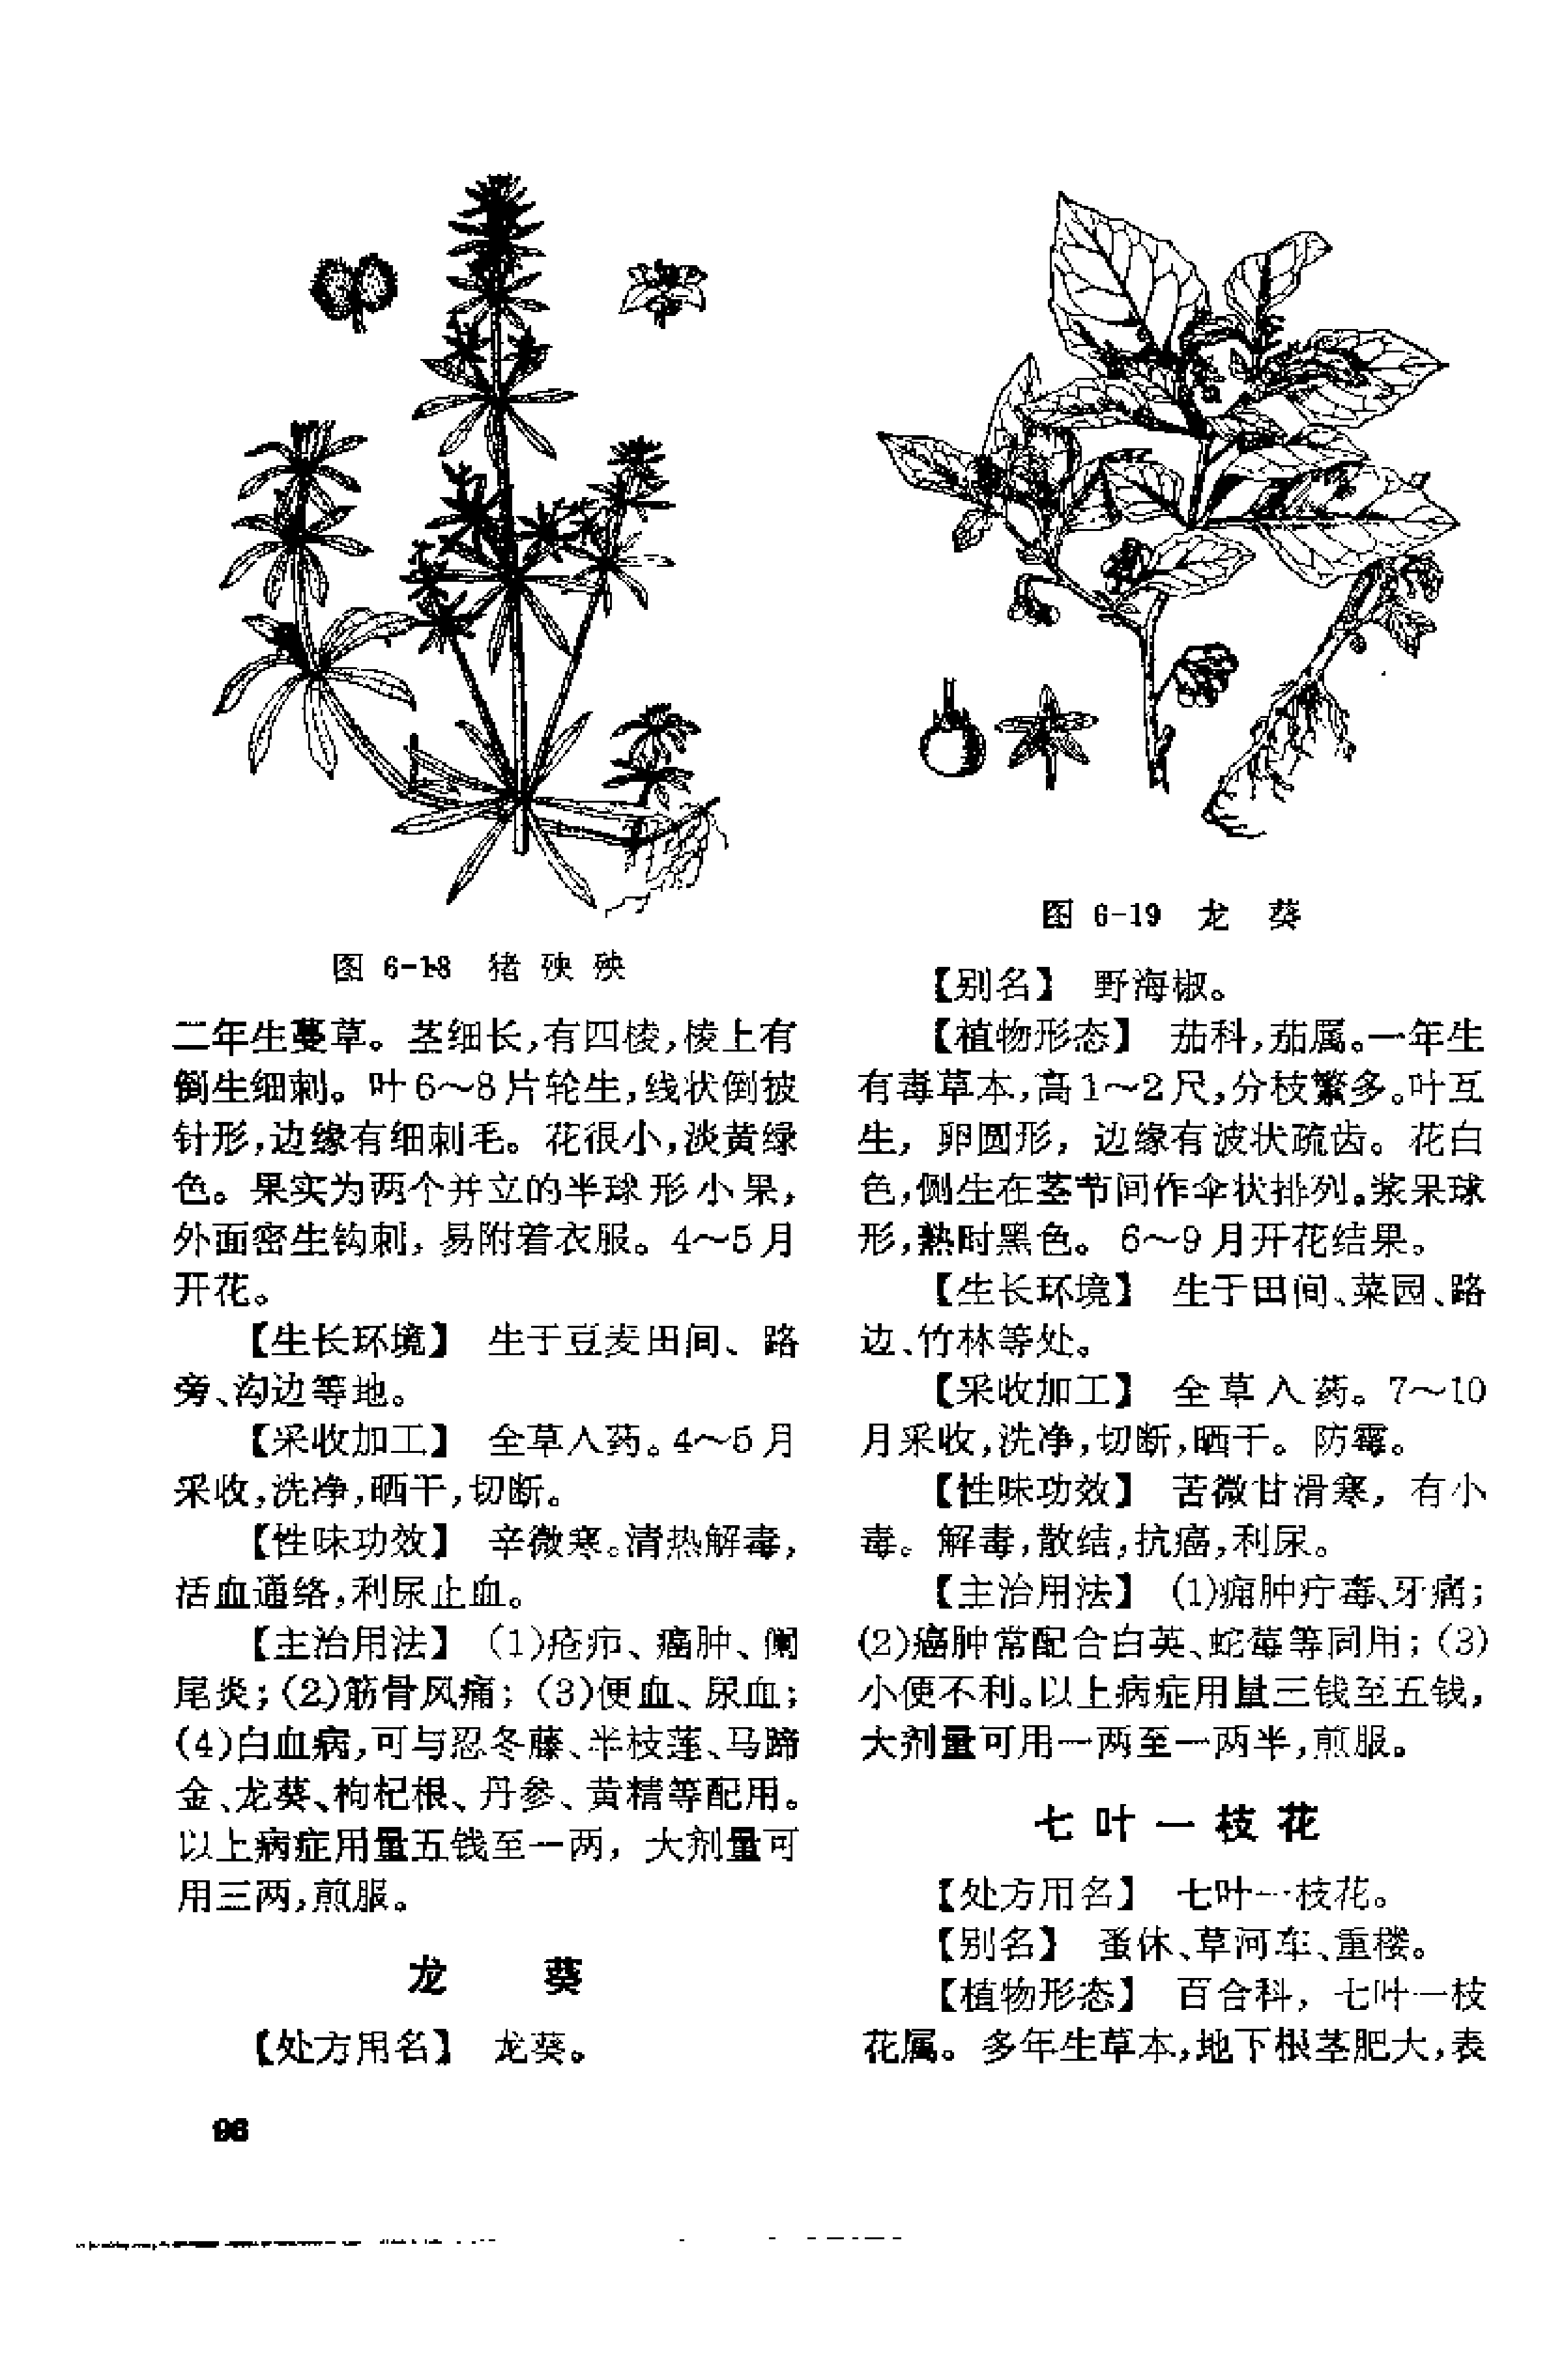 图 6-18 猪 殃 殃
二年生蔓草。茎细长,有四棱,棱上有
倒生细刺。叶6～8片轮生,线状倒披
针形,边缘有细刺毛。花很小,淡黄绿
色。果实为两个并立的半球形小果,
外面密生钩刺,易附着衣服。4～5月
开花。
【生长环境】 生于豆麦田间、路
旁、沟边等地。
【采收加工】 全草入药。4～5月
采收,洗净,晒干,切断。
【性味功效】 辛微寒。清热解毒,
活血通络,利尿止血。
【主治用法】 (1)疮疖、癌肿、阑
尾炎;(2)筋骨风痛;(3)便血、尿血;
(4)白血病,可与忍冬藤、半枝莲、马蹄
金、龙葵、枸杞根、丹参、黄精等配用。
以上病症用量五钱至一两,大剂量可
用三两,煎服。
龙 葵
【处方用名】 龙葵。
96
图 6-19 龙 葵
【别名】 野海椒。
【植物形态】 茄科,茄属。一年生
有毒草本,高1～2尺,分枝繁多。叶互
生,卵圆形,边缘有波状疏齿。花白
色,侧生在茎节间作伞状排列。浆果球
形,熟时黑色。6～9月开花结果。
【生长环境】 生于田间、菜园、路
边、竹林等处。
【采收加工】 全草入药。7～10
月采收,洗净,切断,晒干。防霉。
【性味功效】 苦微甘滑寒,有小
毒。解毒,散结,抗癌,利尿。
【主治用法】 (1)痈肿疔毒、牙痛;
(2)癌肿常配合白英、蛇莓等同用;(3)
小便不利。以上病症用量三钱至五钱,
大剂量可用一两至一两半,煎服。
七叶一枝花
【处方用名】 七叶一枝花。
【别名】 蚤休、草河车、重楼。
【植物形态】 百合科,七叶一枝
花属。多年生草本,地下根茎肥大,表